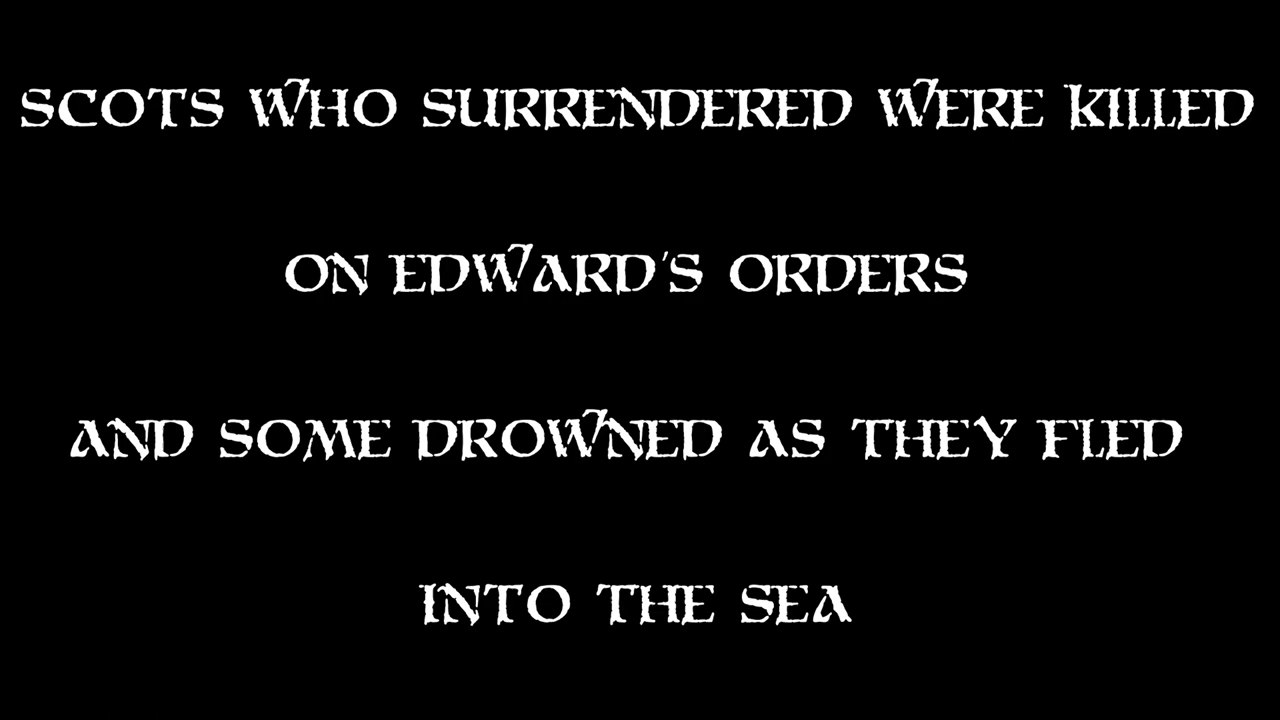 SCOTS WHO SURRENDERED WERE KILLED
ON EDWARD'S ORDERS
AND SOME DROWNED AS THEY FLED
INTO THE SEA